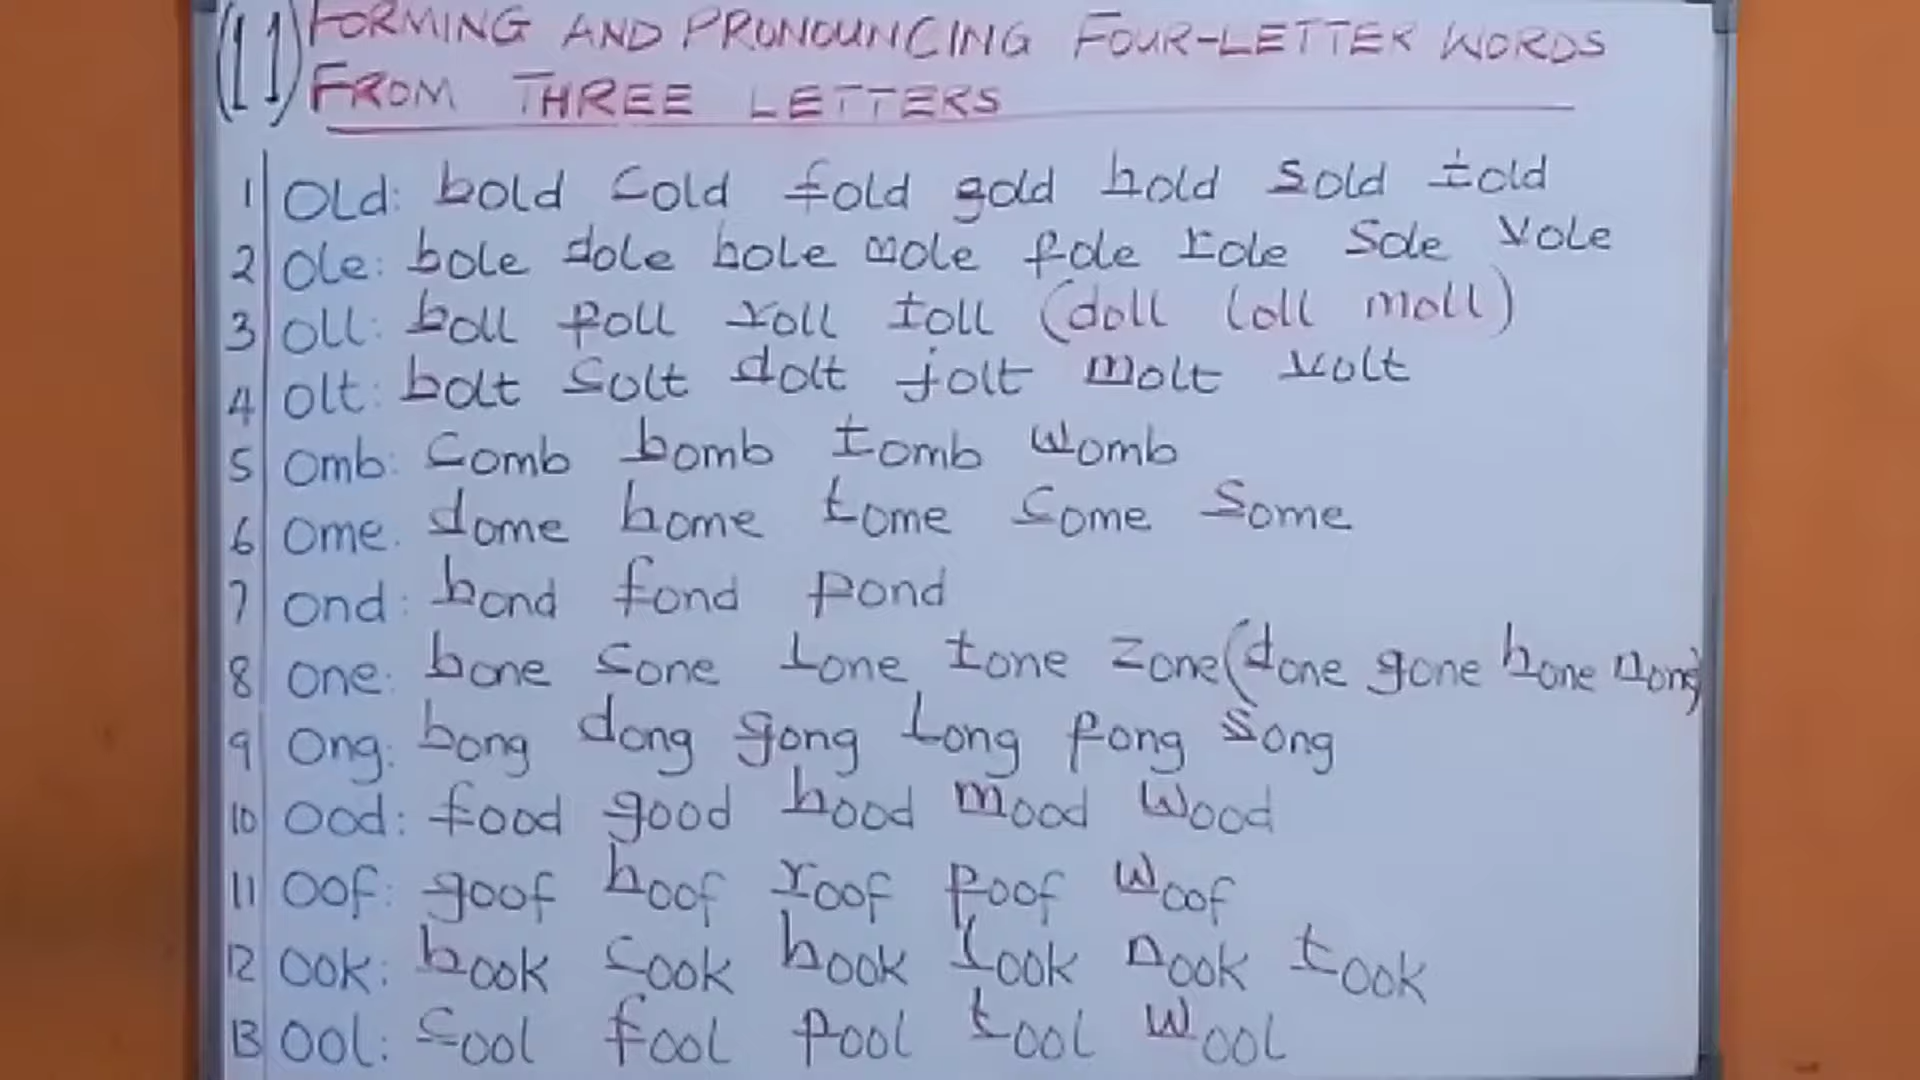 (11) FORMING AND PRONOUNCING FOUR-LETTER WORDS
FROM THREE LETTERS
1 Old: bold cold fold gold hold sold told
2 Ole: bole dole hole mole pole role sole vole
3 Oll: boll poll roll toll (doll loll moll)
4 olt: bolt colt dolt jolt molt volt
5 omb: comb bomb tomb womb
6 ome: dome home tome come some
7 ond: bond fond pond
8 one: bone cone lone tone zone (done gone hone none)
9 Ong: bong dong gong long pong song
10 ood: food good hood mood wood
11 oof: goof hoof roof poof woof
12 ook: book cook hook look nook took
13 ool: cool fool pool tool wool